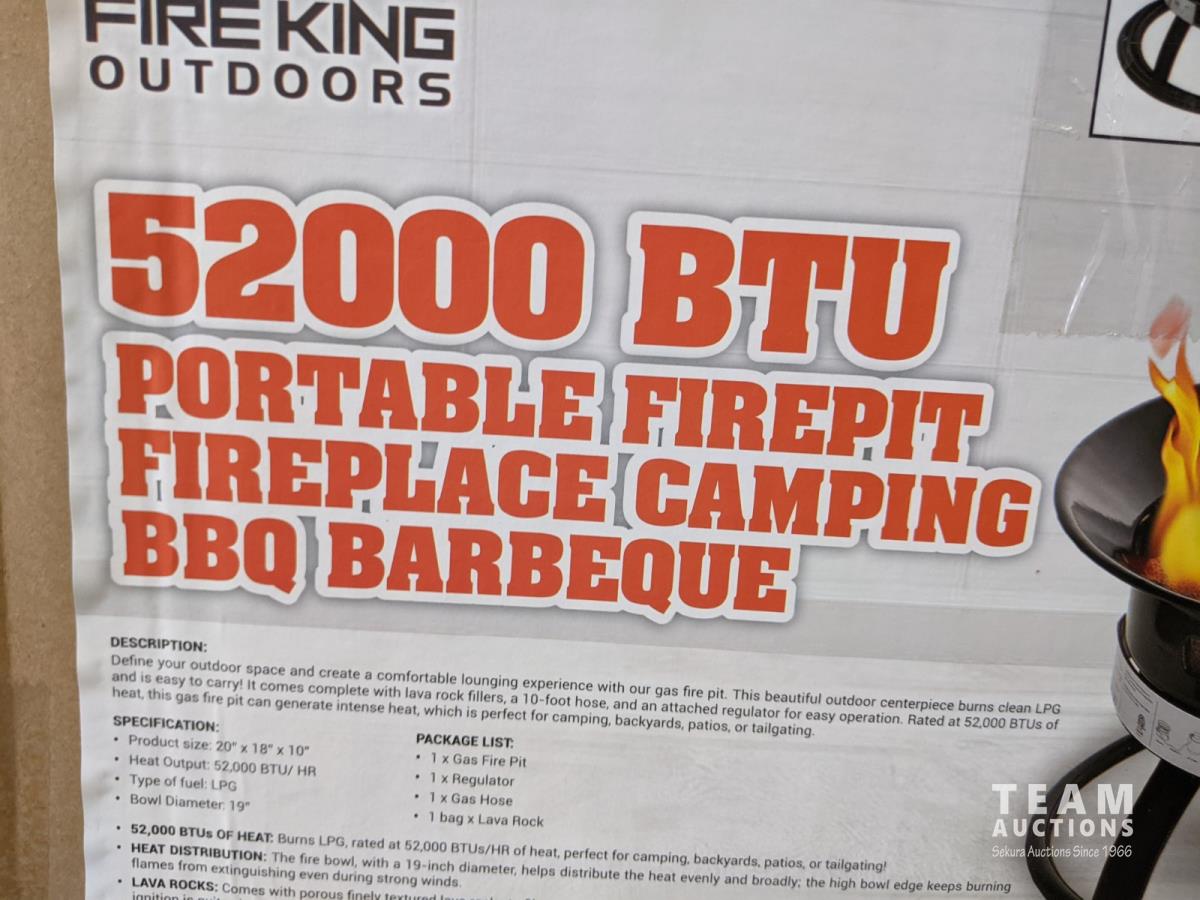 FIRE KING
OUTDOORS
52000 BTU
PORTABLE FIREPIT
FIREPLACE CAMPING
BBQ BARBEQUE
DESCRIPTION:
Define your outdoor space and create a comfortable lounging experience with our gas fire pit. This beautiful outdoor centerpiece burns clean LPG
and is easy to carry! It comes complete with lava rock fillers, a 10-foot hose, and an attached regulator for easy operation. Rated at 52,000 BTUs of
heat, this gas fire pit can generate intense heat, which is perfect for camping, backyards, patios, or tailgating.
SPECIFICATION:
• Product size: 20" x 18" x 10"
• Heat Output: 52,000 BTU/ HR
• Type of fuel: LPG
• Bowl Diameter: 19"
PACKAGE LIST:
• 1 x Gas Fire Pit
• 1 x Regulator
• 1 x Gas Hose
• 1 bag x Lava Rock
• 52,000 BTUs OF HEAT: Burns LPG, rated at 52,000 BTUs/HR of heat, perfect for camping, backyards, patios, or tailgating!
• HEAT DISTRIBUTION: The fire bowl, with a 19-inch diameter, helps distribute the heat evenly and broadly; the high bowl edge keeps burning
flames from extinguishing even during strong winds.
• LAVA ROCKS: Comes with porous finely textured
TEAM
AUCTIONS
Sekura Auctions Since 1966